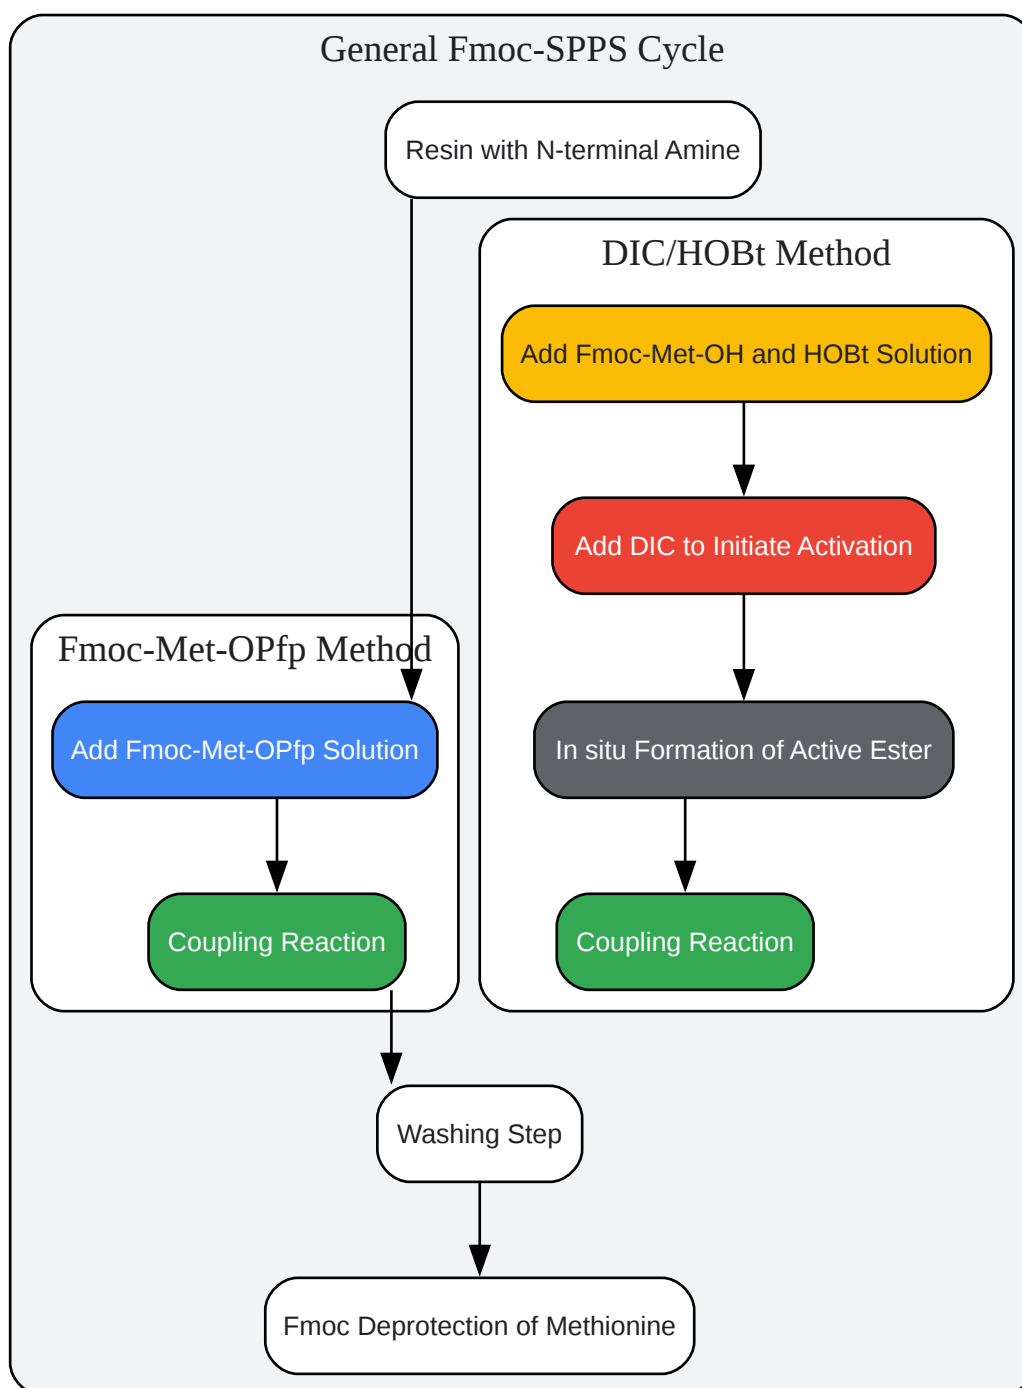 General Fmoc-SPPS Cycle
Resin with N-terminal Amine
DIC/HOBt Method
Add Fmoc-Met-OH and HOBt Solution
Add DIC to Initiate Activation
Fmoc-Met-OPfp Method
Add Fmoc-Met-OPfp Solution
In situ Formation of Active Ester
Coupling Reaction
Coupling Reaction
Washing Step
Fmoc Deprotection of Methionine